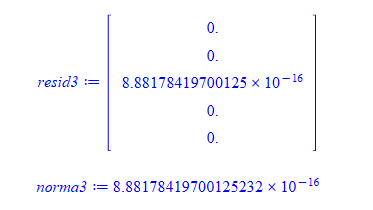 0.
0.
resid3 := 8.88178419700125 × 10⁻¹⁶
0.
0.
norma3 := 8.88178419700125232 × 10⁻¹⁶